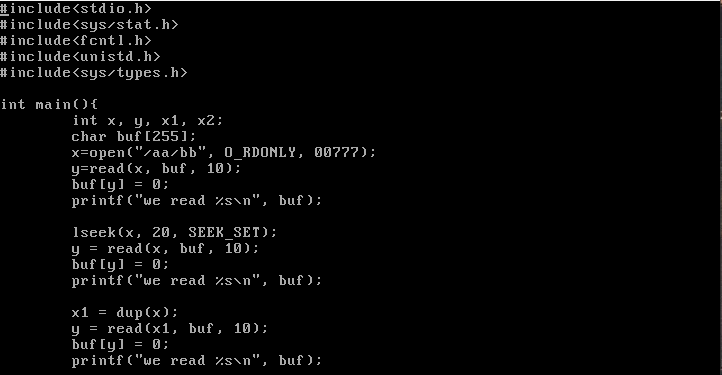 #include<stdio.h>
#include<sys/stat.h>
#include<fcntl.h>
#include<unistd.h>
#include<sys/types.h>

int main(){
        int x, y, x1, x2;
        char buf[255];
        x=open("/aa/bb", O_RDONLY, 00777);
        y=read(x, buf, 10);
        buf[y] = 0;
        printf("we read %s\n", buf);

        lseek(x, 20, SEEK_SET);
        y = read(x, buf, 10);
        buf[y] = 0;
        printf("we read %s\n", buf);

        x1 = dup(x);
        y = read(x1, buf, 10);
        buf[y] = 0;
        printf("we read %s\n", buf);